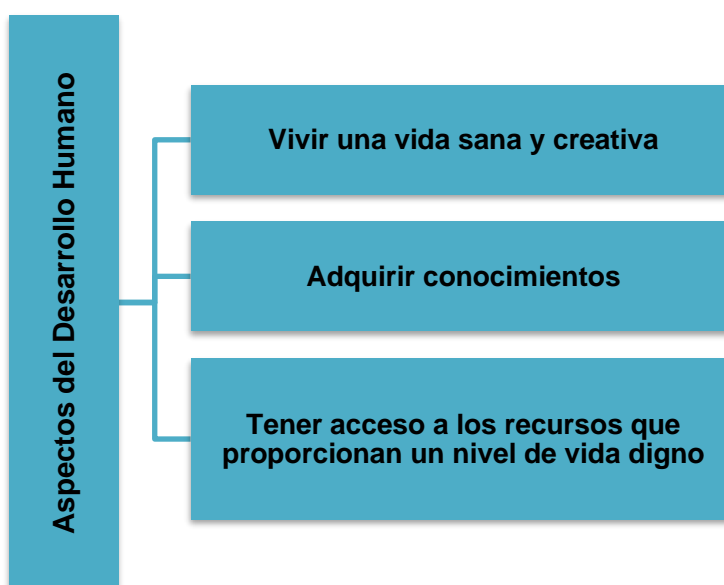 Aspectos del Desarrollo Humano
Vivir una vida sana y creativa
Adquirir conocimientos
Tener acceso a los recursos que
proporcionan un nivel de vida digno